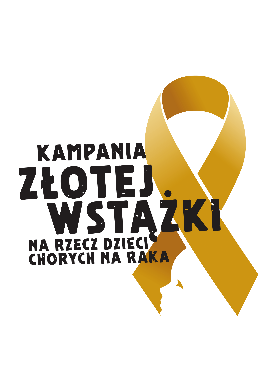 KAMPANIA
ZŁOTEJ
WSTĄŻKI
NA RZECZ DZIECI
CHORYCH NA RAKA